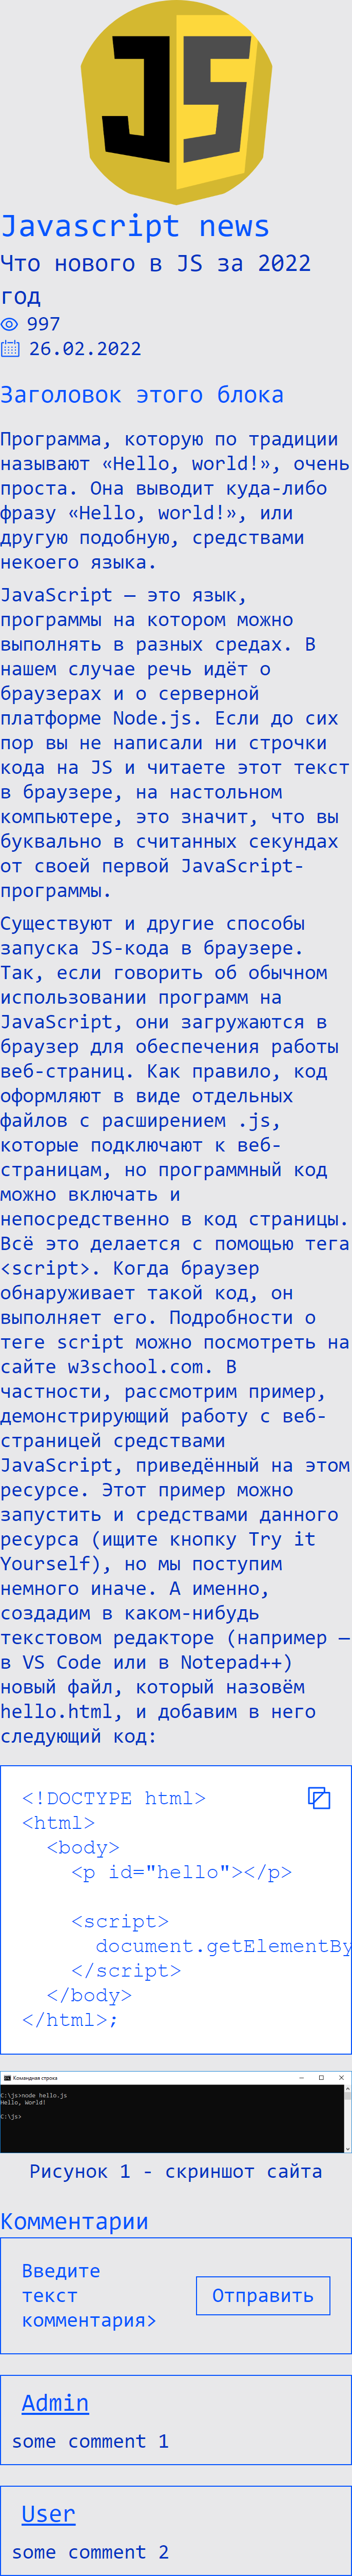 JS
Javascript news
Что нового в JS за 2022
год
997
26.02.2022
Заголовок этого блока
Программа, которую по традиции
называют «Hello, world!», очень
проста. Она выводит куда-либо
фразу «Hello, world!», или
другую подобную, средствами
некоего языка.
JavaScript — это язык,
программы на котором можно
выполнять в разных средах. В
нашем случае речь идёт о
браузерах и о серверной
платформе Node.js. Если до сих
пор вы не написали ни строчки
кода на JS и читаете этот текст
в браузере, на настольном
компьютере, это значит, что вы
буквально в считанных секундах
от своей первой JavaScript-
программы.
Существуют и другие способы
запуска JS-кода в браузере.
Так, если говорить об обычном
использовании программ на
JavaScript, они загружаются в
браузер для обеспечения работы
веб-страниц. Как правило, код
оформляют в виде отдельных
файлов с расширением .js,
которые подключают к веб-
страницам, но программный код
можно включать и
непосредственно в код страницы.
Всё это делается с помощью тега
<script>. Когда браузер
обнаруживает такой код, он
выполняет его. Подробности о
теге script можно посмотреть на
сайте w3school.com. В
частности, рассмотрим пример,
демонстрирующий работу с веб-
страницей средствами
JavaScript, приведённый на этом
ресурсе. Этот пример можно
запустить и средствами данного
ресурса (ищите кнопку Try it
Yourself), но мы поступим
немного иначе. А именно,
создадим в каком-нибудь
текстовом редакторе (например —
в VS Code или в Notepad++)
новый файл, который назовём
hello.html, и добавим в него
следующий код:
<!DOCTYPE html>
<html>
<body>
<p id="hello"></p>
<script>
document.getElementBy
</script>
</body>
</html>;
Командная строка
C:\js>node hello.js
Hello, World!
C:\js>
Рисунок 1 - скриншот сайта
Комментарии
Введите
текст
комментария>
Отправить
Admin
some comment 1
User
some comment 2